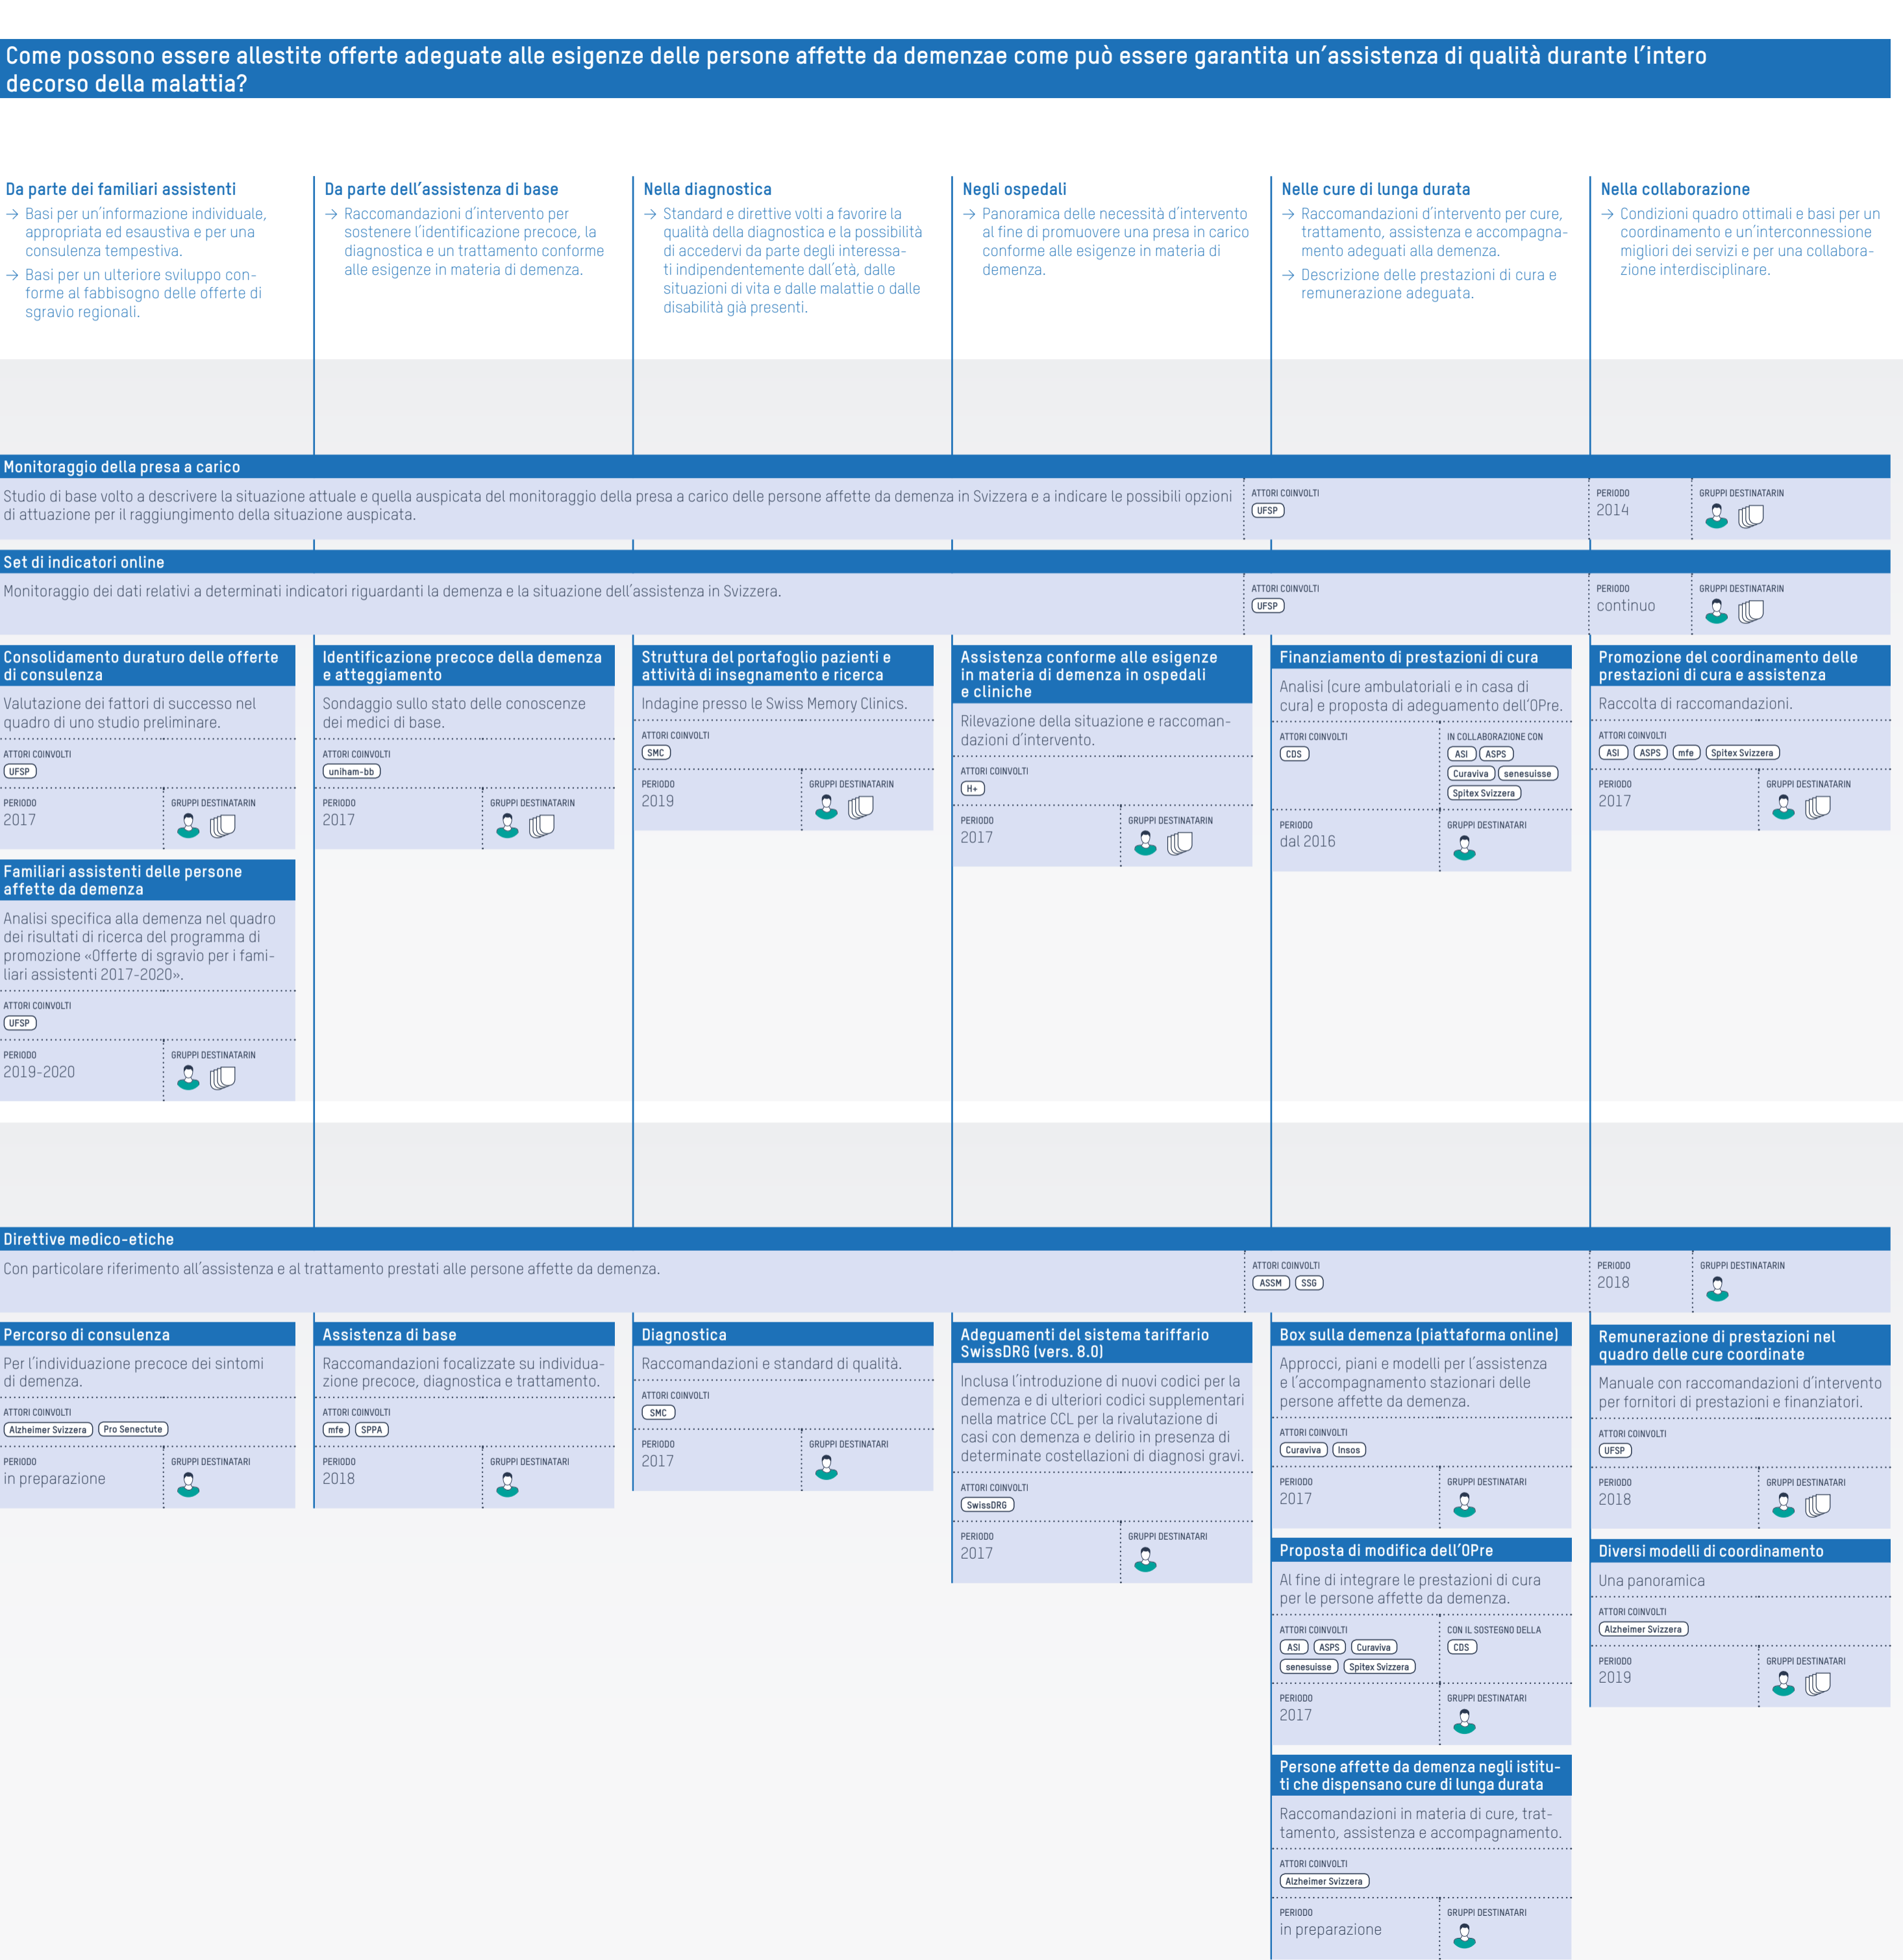 Come possono essere allestite offerte adeguate alle esigenze delle persone affette da demenzae come può essere garantita un’assistenza di qualità durante l’intero
decorso della malattia?
Da parte dei familiari assistenti
→ Basi per un’informazione individuale,
appropriata ed esaustiva e per una
consulenza tempestiva.
→ Basi per un ulteriore sviluppo con-
forme al fabbisogno delle offerte di
sgravio regionali.
Da parte dell’assistenza di base
→ Raccomandazioni d’intervento per
sostenere l’identificazione precoce, la
diagnostica e un trattamento conforme
alle esigenze in materia di demenza.
Nella diagnostica
→ Standard e direttive volti a favorire la
qualità della diagnostica e la possibilità
di accedervi da parte degli interessa-
ti indipendentemente dall’età, dalle
situazioni di vita e dalle malattie o dalle
disabilità già presenti.
Negli ospedali
→ Panoramica delle necessità d’intervento
al fine di promuovere una presa in carico
conforme alle esigenze in materia di
demenza.
Nelle cure di lunga durata
→ Raccomandazioni d’intervento per cure,
trattamento, assistenza e accompagna-
mento adeguati alla demenza.
→ Descrizione delle prestazioni di cura e
remunerazione adeguata.
Nella collaborazione
→ Condizioni quadro ottimali e basi per un
coordinamento e un’interconnessione
migliori dei servizi e per una collabora-
zione interdisciplinare.
Monitoraggio della presa a carico
Studio di base volto a descrivere la situazione attuale e quella auspicata del monitoraggio della presa a carico delle persone affette da demenza in Svizzera e a indicare le possibili opzioni
di attuazione per il raggiungimento della situazione auspicata.
ATTORI COINVOLTI
UFSP
PERIODO
2014
GRUPPI DESTINATARIN
Set di indicatori online
Monitoraggio dei dati relativi a determinati indicatori riguardanti la demenza e la situazione dell’assistenza in Svizzera.
ATTORI COINVOLTI
UFSP
PERIODO
continuo
GRUPPI DESTINATARIN
Consolidamento duraturo delle offerte
di consulenza
Valutazione dei fattori di successo nel
quadro di uno studio preliminare.
ATTORI COINVOLTI
UFSP
PERIODO
2017
GRUPPI DESTINATARIN
Familiari assistenti delle persone
affette da demenza
Analisi specifica alla demenza nel quadro
dei risultati di ricerca del programma di
promozione «Offerte di sgravio per i fami-
liari assistenti 2017-2020».
ATTORI COINVOLTI
UFSP
PERIODO
2019-2020
GRUPPI DESTINATARIN
Identificazione precoce della demenza
e atteggiamento
Sondaggio sullo stato delle conoscenze
dei medici di base.
ATTORI COINVOLTI
uniham-bb
PERIODO
2017
GRUPPI DESTINATARIN
Struttura del portafoglio pazienti e
attività di insegnamento e ricerca
Indagine presso le Swiss Memory Clinics.
ATTORI COINVOLTI
SMC
PERIODO
2019
GRUPPI DESTINATARIN
Assistenza conforme alle esigenze
in materia di demenza in ospedali
e cliniche
Rilevazione della situazione e raccoman-
dazioni d’intervento.
ATTORI COINVOLTI
H+
PERIODO
2017
GRUPPI DESTINATARIN
Finanziamento di prestazioni di cura
Analisi (cure ambulatoriali e in casa di
cura) e proposta di adeguamento dell’OPre.
ATTORI COINVOLTI
CDS
IN COLLABORAZIONE CON
ASI ASPS
Curaviva senesuisse
Spitex Svizzera
PERIODO
dal 2016
GRUPPI DESTINATARI
Promozione del coordinamento delle
prestazioni di cura e assistenza
Raccolta di raccomandazioni.
ATTORI COINVOLTI
ASI ASPS mfe Spitex Svizzera
PERIODO
2017
GRUPPI DESTINATARIN
Direttive medico-etiche
Con particolare riferimento all’assistenza e al trattamento prestati alle persone affette da demenza.
ATTORI COINVOLTI
ASSM SSG
PERIODO
2018
GRUPPI DESTINATARIN
Percorso di consulenza
Per l’individuazione precoce dei sintomi
di demenza.
ATTORI COINVOLTI
Alzheimer Svizzera Pro Senectute
PERIODO
in preparazione
GRUPPI DESTINATARI
Assistenza di base
Raccomandazioni focalizzate su individua-
zione precoce, diagnostica e trattamento.
ATTORI COINVOLTI
mfe SPPA
PERIODO
2018
GRUPPI DESTINATARI
Diagnostica
Raccomandazioni e standard di qualità.
ATTORI COINVOLTI
SMC
PERIODO
2017
GRUPPI DESTINATARI
Adeguamenti del sistema tariffario
SwissDRG (vers. 8.0)
Inclusa l’introduzione di nuovi codici per la
demenza e di ulteriori codici supplementari
nella matrice CCL per la rivalutazione di
casi con demenza e delirio in presenza di
determinate costellazioni di diagnosi gravi.
ATTORI COINVOLTI
SwissDRG
PERIODO
2017
GRUPPI DESTINATARI
Box sulla demenza (piattaforma online)
Approcci, piani e modelli per l’assistenza
e l’accompagnamento stazionari delle
persone affette da demenza.
ATTORI COINVOLTI
Curaviva Insos
PERIODO
2017
GRUPPI DESTINATARI
Proposta di modifica dell’OPre
Al fine di integrare le prestazioni di cura
per le persone affette da demenza.
ATTORI COINVOLTI
ASI ASPS Curaviva
senesuisse Spitex Svizzera
CON IL SOSTEGNO DELLA
CDS
PERIODO
2017
GRUPPI DESTINATARI
Persone affette da demenza negli istitu-
ti che dispensano cure di lunga durata
Raccomandazioni in materia di cure, trat-
tamento, assistenza e accompagnamento.
ATTORI COINVOLTI
Alzheimer Svizzera
PERIODO
in preparazione
GRUPPI DESTINATARI
Remunerazione di prestazioni nel
quadro delle cure coordinate
Manuale con raccomandazioni d’intervento
per fornitori di prestazioni e finanziatori.
ATTORI COINVOLTI
UFSP
PERIODO
2018
GRUPPI DESTINATARI
Diversi modelli di coordinamento
Una panoramica
ATTORI COINVOLTI
Alzheimer Svizzera
PERIODO
2019
GRUPPI DESTINATARI